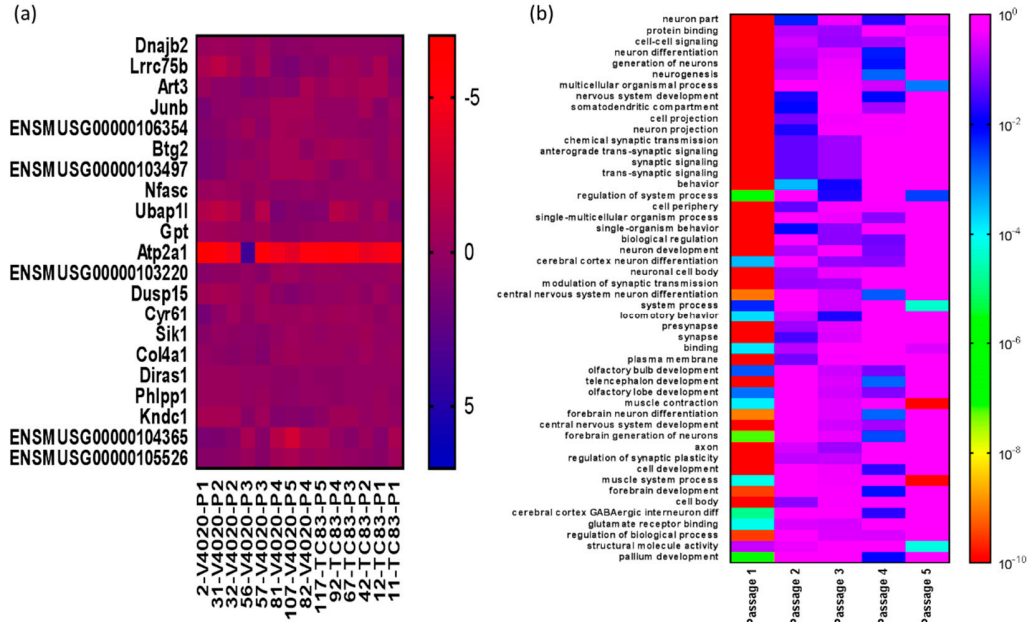 (a)
Dnajb2
Lrrc75b
Art3
Junb
ENSMUSG00000106354
Btg2
ENSMUSG00000103497
Nfasc
Ubap1l
Gpt
Atp2a1
ENSMUSG00000103220
Dusp15
Cyr61
Sik1
Col4a1
Diras1
Phlpp1
Kndc1
ENSMUSG00000104365
ENSMUSG00000105526
2-V4020-P1
31-V4020-P2
32-V4020-P2
56-V4020-P3
57-V4020-P3
81-V4020-P4
107-V4020-P5
82-V4020-P4
117-TC83-P5
92-TC83-P4
67-TC83-P3
42-TC83-P2
12-TC83-P1
11-TC83-P1
-5
0
5
(b)
neuron part
protein binding
cell-cell signaling
neuron differentiation
generation of neurons
neurogenesis
multicellular organismal process
nervous system development
somatodendritic compartment
cell projection
neuron projection
chemical synaptic transmission
anterograde trans-synaptic signaling
synaptic signaling
trans-synaptic signaling
behavior
regulation of system process
cell periphery
single-multicellular organism process
single-organism behavior
biological regulation
neuron development
cerebral cortex neuron differentiation
neuronal cell body
modulation of synaptic transmission
central nervous system neuron differentiation
system process
locomotory behavior
presynapse
synapse
binding
plasma membrane
olfactory bulb development
telencephalon development
olfactory lobe development
muscle contraction
forebrain neuron differentiation
central nervous system development
forebrain generation of neurons
axon
regulation of synaptic plasticity
cell development
muscle system process
forebrain development
cell body
cerebral cortex GABAergic interneuron diff
glutamate receptor binding
regulation of biological process
structural molecule activity
pallium development
Passage 1
Passage 2
Passage 3
Passage 4
Passage 5
10^0
10^-2
10^-4
10^-6
10^-8
10^-10